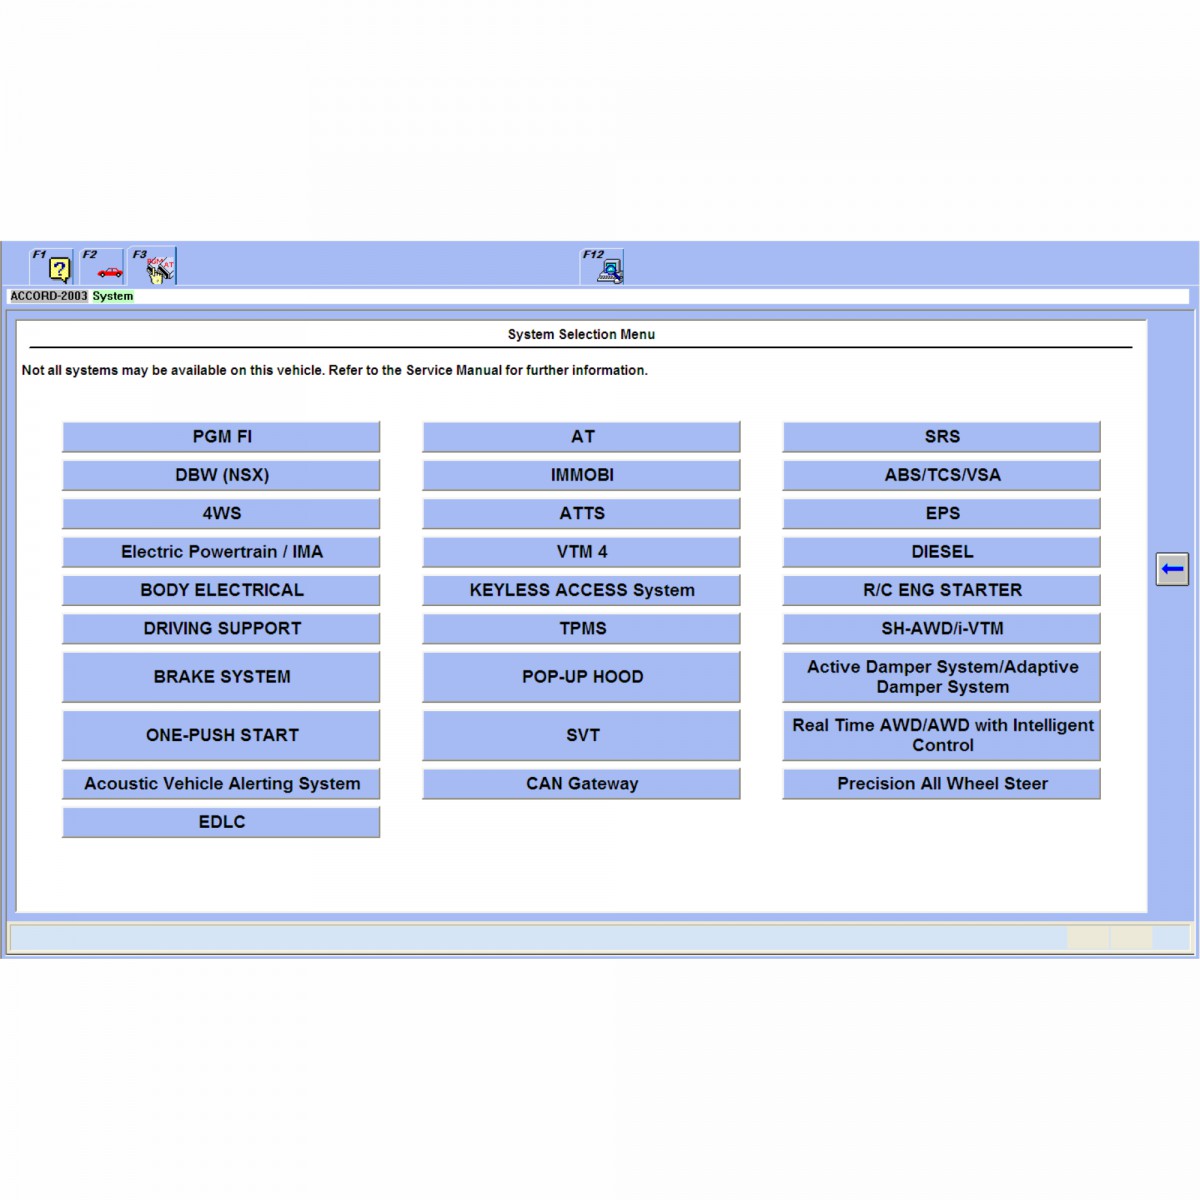 F1 F2 F3 F12
ACCORD-2003 System
System Selection Menu
Not all systems may be available on this vehicle. Refer to the Service Manual for further information.
PGM FI AT SRS
DBW (NSX) IMMOBI ABS/TCS/VSA
4WS ATTS EPS
Electric Powertrain / IMA VTM 4 DIESEL
BODY ELECTRICAL KEYLESS ACCESS System R/C ENG STARTER
DRIVING SUPPORT TPMS SH-AWD/i-VTM
BRAKE SYSTEM POP-UP HOOD Active Damper System/Adaptive
Damper System
ONE-PUSH START SVT Real Time AWD/AWD with Intelligent
Control
Acoustic Vehicle Alerting System CAN Gateway Precision All Wheel Steer
EDLC